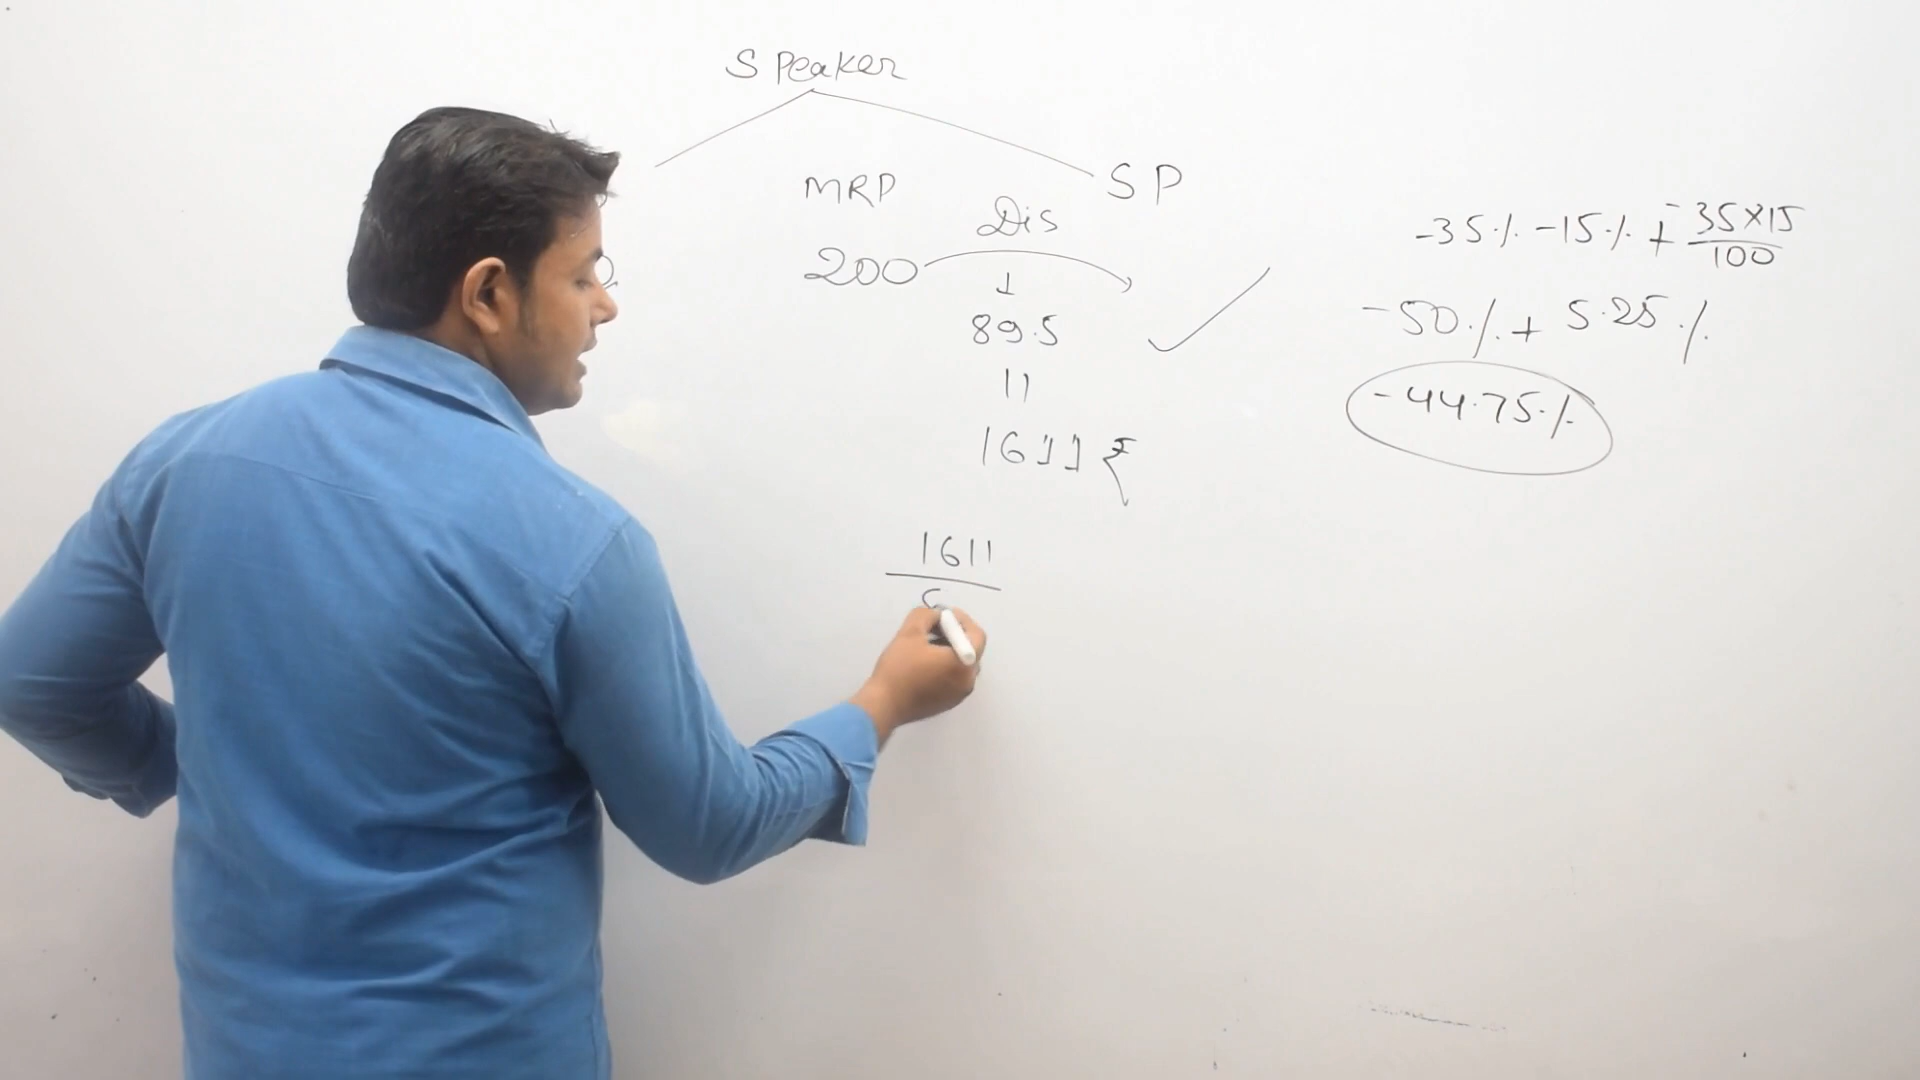 Speaker
MRP
SP
Dis
200
↓
89.5
11
1611 ₹
1611
-35% -15% + -35×15
100
-50% + 5.25%
-44.75%